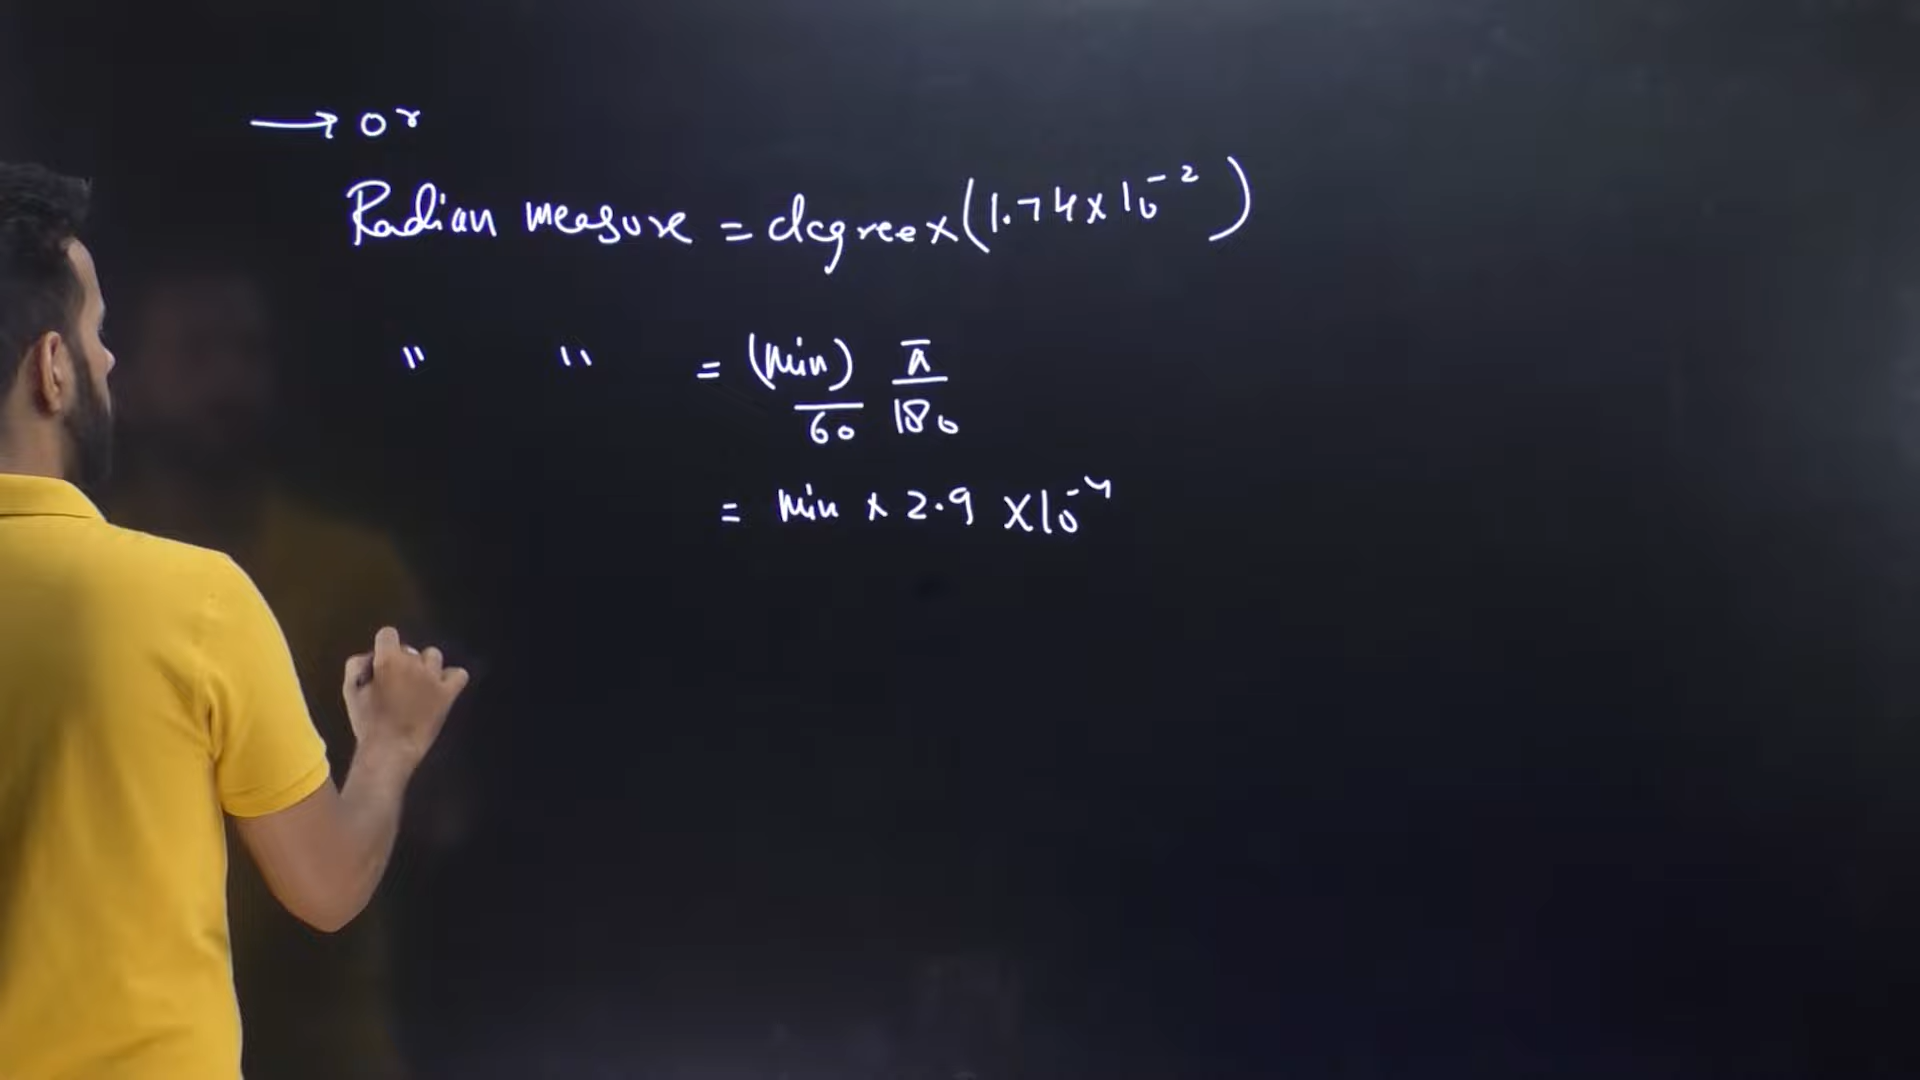 → or
Radian measure = degree × (1.74 × 10⁻²)
" " = (min)/60 π/180
= min × 2.9 × 10⁻⁴